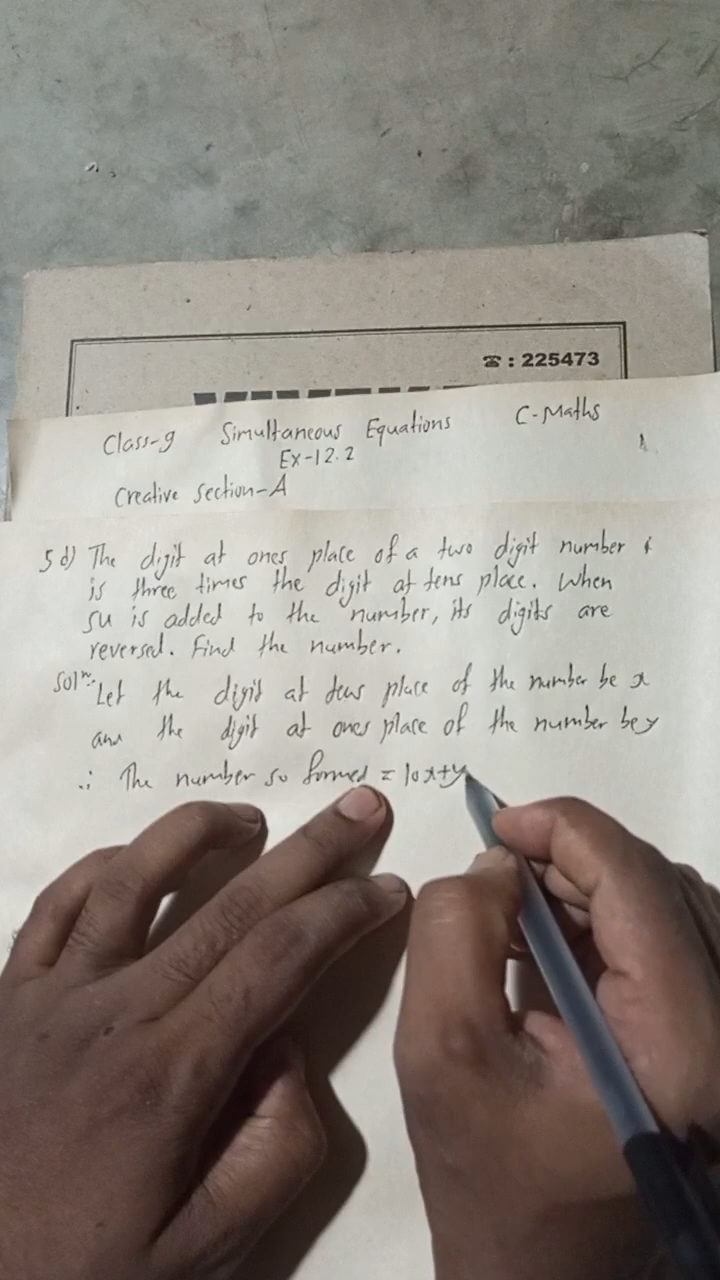 ☎ : 225473
Class-9 Simultaneous Equations C-Maths
Ex-12.2
Creative Section-A
5 d) The digit at ones place of a two digit number
is three times the digit at tens place. When
54 is added to the number, its digits are
reversed. Find the number.
Solⁿ:- Let the digit at tens place of the number be x
and the digit at ones place of the number be y
∴ The number so formed = 10x+y